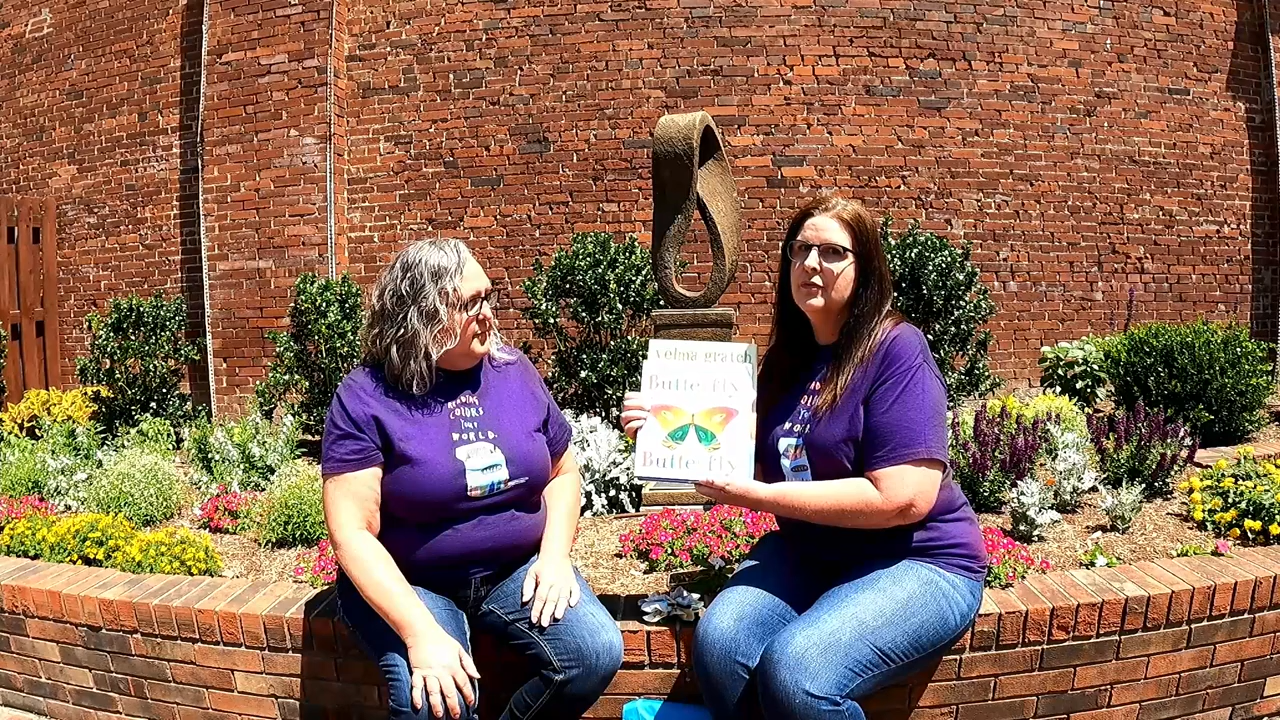 READING
COLORS
YOUR
WORLD.
velma gratch
Butterfly
Butterfly